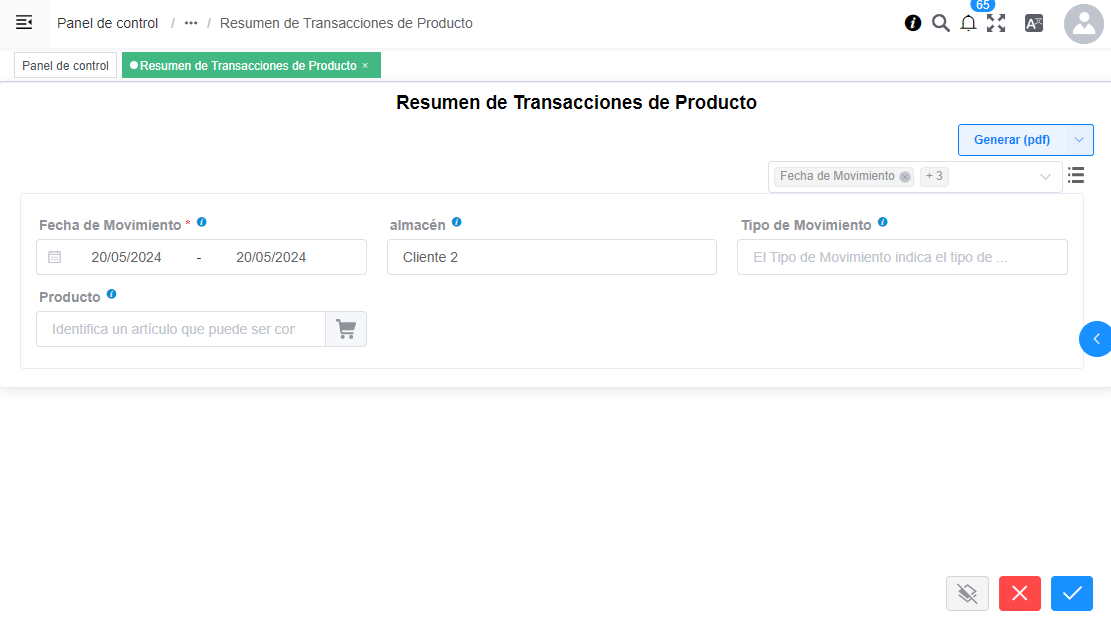 65
Panel de control / ••• / Resumen de Transacciones de Producto
Panel de control
Resumen de Transacciones de Producto ×
Resumen de Transacciones de Producto
Generar (pdf)
Fecha de Movimiento + 3
Fecha de Movimiento * almacén Tipo de Movimiento
20/05/2024 - 20/05/2024 Cliente 2 El Tipo de Movimiento indica el tipo de ...
Producto
Identifica un artículo que puede ser con